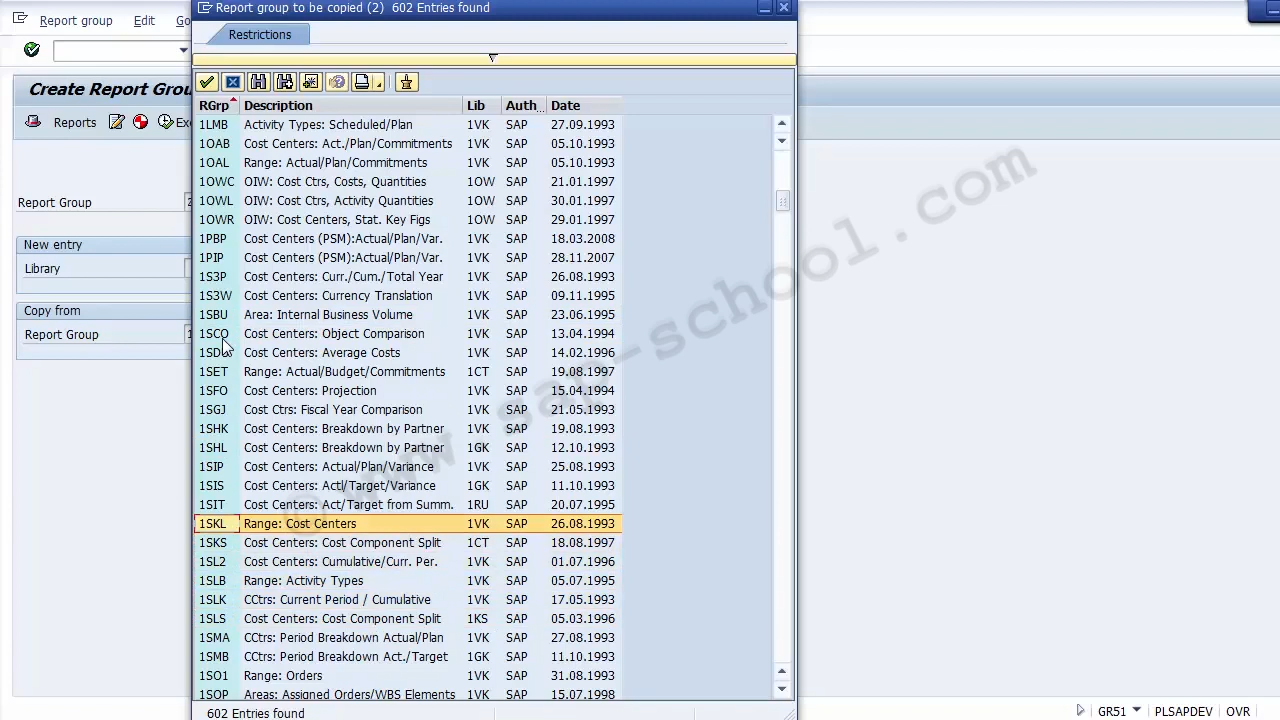 Report group Edit Go
Report group to be copied (2) 602 Entries found
Restrictions
Create Report Grou
Reports Exe
Report Group Z
New entry
Library
Copy from
Report Group 1
RGrp Description Lib Auth... Date
1LMB Activity Types: Scheduled/Plan 1VK SAP 27.09.1993
1OAB Cost Centers: Act./Plan/Commitments 1VK SAP 05.10.1993
1OAL Range: Actual/Plan/Commitments 1VK SAP 05.10.1993
1OWC OIW: Cost Ctrs, Costs, Quantities 1OW SAP 21.01.1997
1OWL OIW: Cost Ctrs, Activity Quantities 1OW SAP 30.01.1997
1OWR OIW: Cost Centers, Stat. Key Figs 1OW SAP 29.01.1997
1PBP Cost Centers (PSM):Actual/Plan/Var. 1VK SAP 18.03.2008
1PIP Cost Centers (PSM):Actual/Plan/Var. 1VK SAP 28.11.2007
1S3P Cost Centers: Curr./Cum./Total Year 1VK SAP 26.08.1993
1S3W Cost Centers: Currency Translation 1VK SAP 09.11.1995
1SBU Area: Internal Business Volume 1VK SAP 23.06.1995
1SCO Cost Centers: Object Comparison 1VK SAP 13.04.1994
Cost Centers: Average Costs 1VK SAP 14.02.1996
1SET Range: Actual/Budget/Commitments 1CT SAP 19.08.1997
1SFO Cost Centers: Projection 1VK SAP 15.04.1994
1SGJ Cost Ctrs: Fiscal Year Comparison 1VK SAP 21.05.1993
1SHK Cost Centers: Breakdown by Partner 1VK SAP 19.08.1993
1SHL Cost Centers: Breakdown by Partner 1GK SAP 12.10.1993
1SIP Cost Centers: Actual/Plan/Variance 1VK SAP 25.08.1993
1SIS Cost Centers: Actl/Target/Variance 1GK SAP 11.10.1993
1SIT Cost Centers: Act/Target from Summ. 1RU SAP 20.07.1995
1SKL Range: Cost Centers 1VK SAP 26.08.1993
1SKS Cost Centers: Cost Component Split 1CT SAP 18.08.1997
1SL2 Cost Centers: Cumulative/Curr. Per. 1VK SAP 01.07.1996
1SLB Range: Activity Types 1VK SAP 05.07.1995
1SLK CCtrs: Current Period / Cumulative 1VK SAP 17.05.1993
1SLS Cost Centers: Cost Component Split 1KS SAP 05.03.1996
1SMA CCtrs: Period Breakdown Actual/Plan 1VK SAP 27.08.1993
1SMB CCtrs: Period Breakdown Act./Target 1GK SAP 11.10.1993
1SO1 Range: Orders 1VK SAP 31.08.1993
1SOP Areas: Assigned Orders/WBS Elements 1VK SAP 15.07.1998
602 Entries found
GR51 PLSAPDEV OVR
© www.sap-school.com